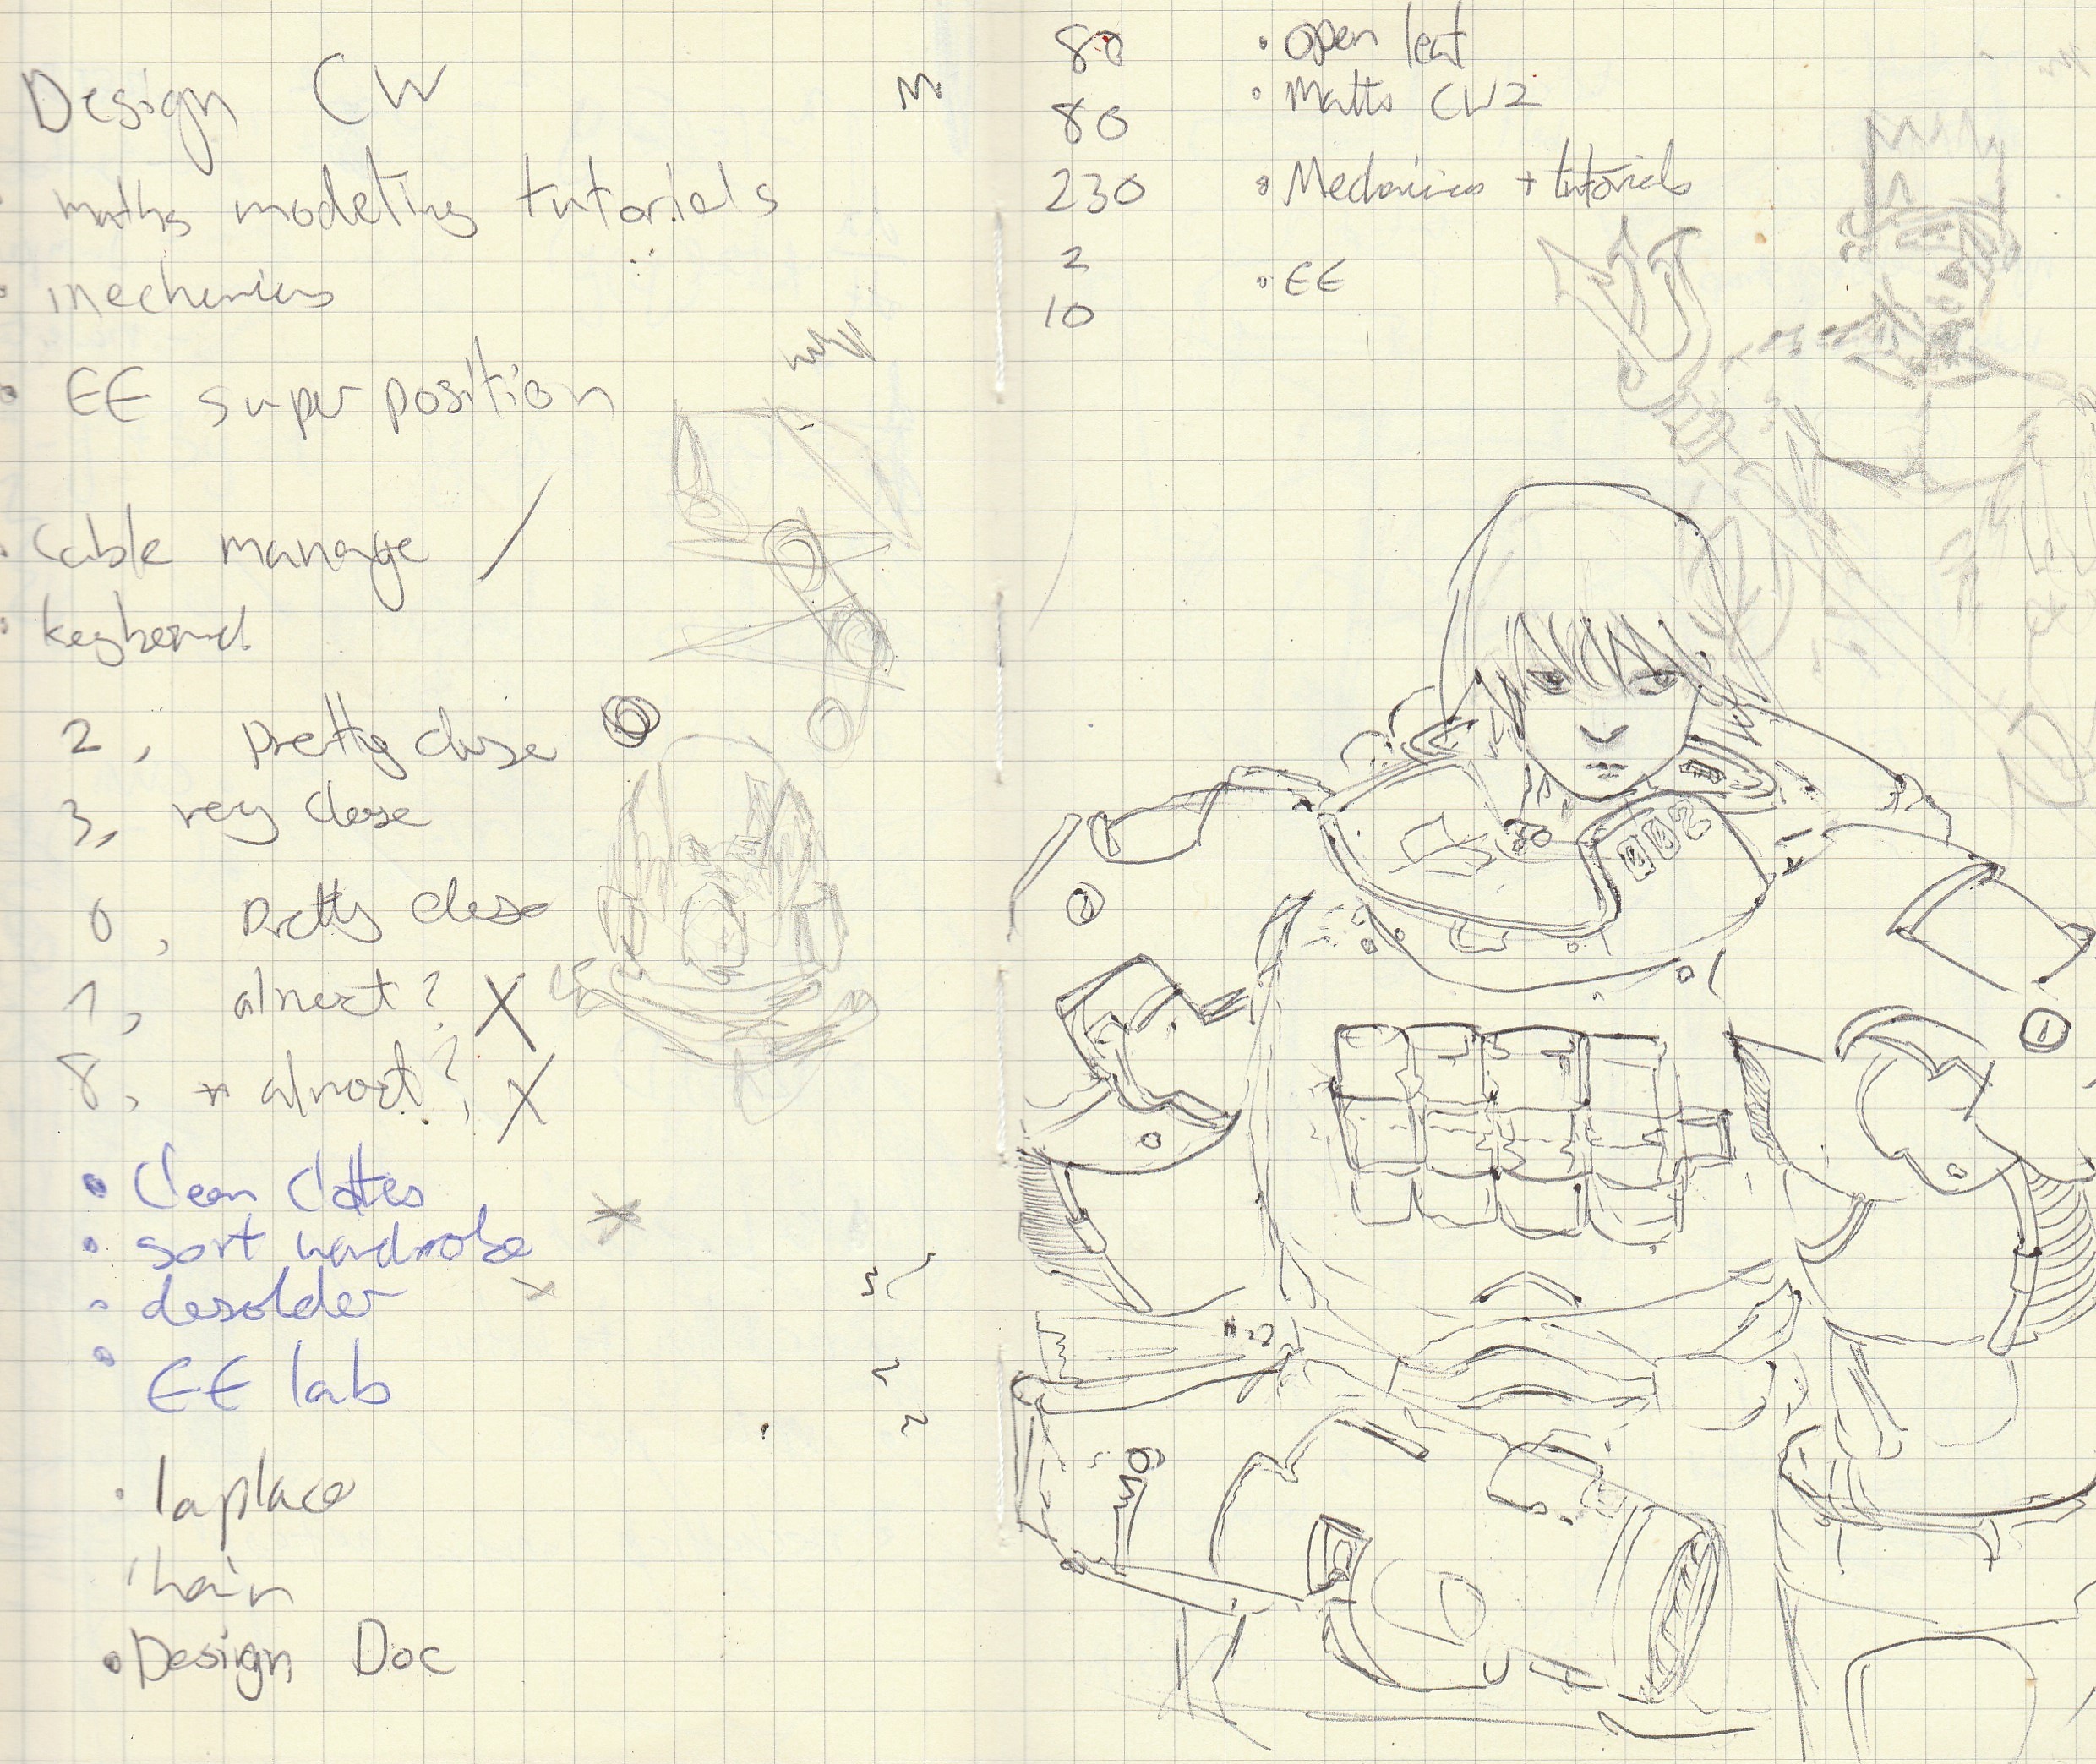 Design CW
maths modeling tutorials
mechanics
EE superposition
Cable manage /
keyboard
2, pretty close
3, very close
0, pretty close
1, almost? X
8, almost? X
Clean Clothes
sort wardrobe
desolder
EE lab
laplace
hair
Design Doc
80
80
230
2
10
open leaf
Maths CW2
Mechanics + tutorials
EE
002